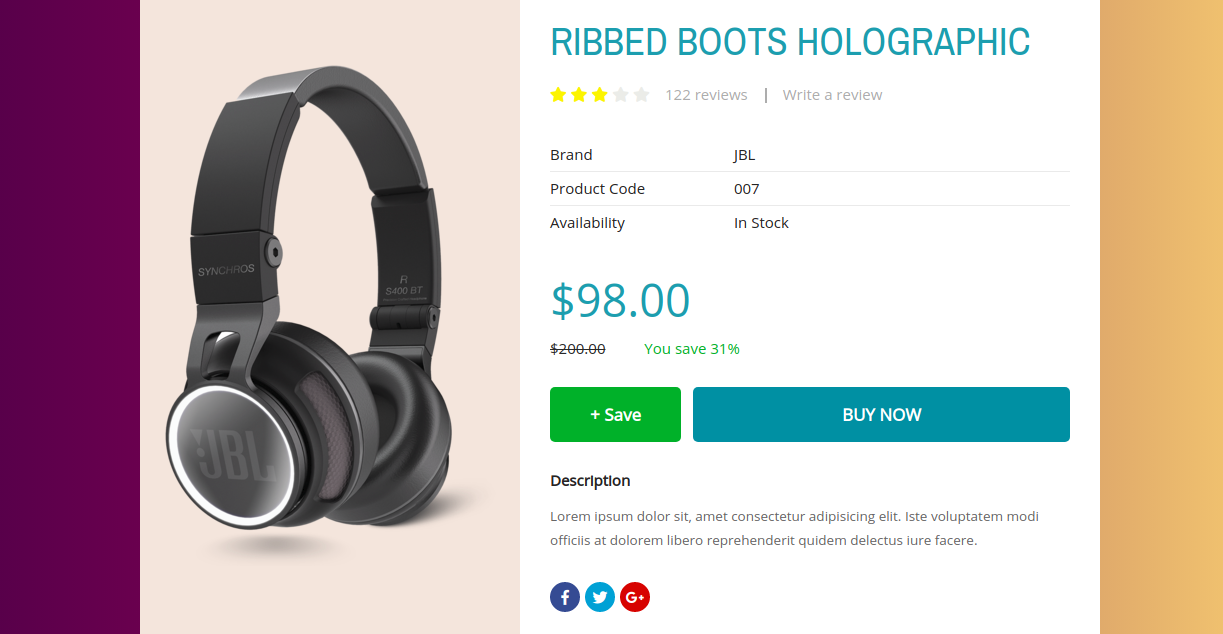 RIBBED BOOTS HOLOGRAPHIC
122 reviews | Write a review
Brand JBL
Product Code 007
Availability In Stock
$98.00
$200.00 You save 31%
+ Save BUY NOW
Description
Lorem ipsum dolor sit, amet consectetur adipisicing elit. Iste voluptatem modi
officiis at dolorem libero reprehenderit quidem delectus iure facere.
f G+
SYNCHROS
R
S400 BT
JBL